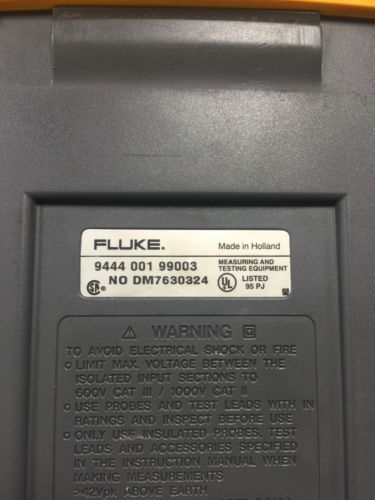 FLUKE.
Made in Holland
9444 001 99003
NO DM7630324
MEASURING AND
TESTING EQUIPMENT
LISTED
95 PJ
WARNING
TO AVOID ELECTRICAL SHOCK OR FIRE
LIMIT MAX. VOLTAGE BETWEEN THE
ISOLATED INPUT SECTIONS TO
600V CAT III / 1000V CAT II
USE PROBES AND TEST LEADS WITH IN
RATINGS AND INSPECT BEFORE USE
ONLY USE INSULATED PROBES, TEST
LEADS AND ACCESSORIES SPECIFIED
IN THE INSTRUCTION MANUAL WHEN
MAKING MEASUREMENTS
>42Vpk ABOVE EARTH